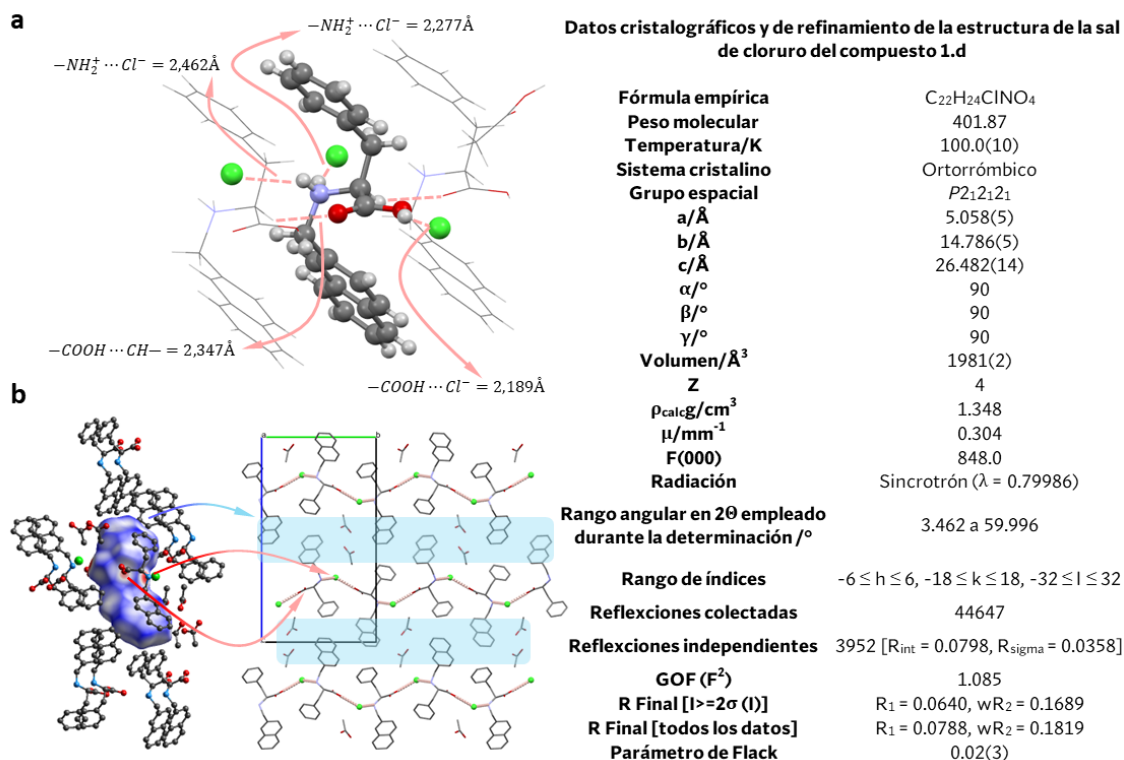 a
−NH₂⁺ ⋯ Cl⁻ = 2,277Å
−NH₂⁺ ⋯ Cl⁻ = 2,462Å
−COOH ⋯ CH− = 2,347Å
−COOH ⋯ Cl⁻ = 2,189Å
b
a
b
Datos cristalográficos y de refinamiento de la estructura de la sal
de cloruro del compuesto 1.d
Fórmula empírica C₂₂H₂₄ClNO₄
Peso molecular 401.87
Temperatura/K 100.0(10)
Sistema cristalino Ortorrómbico
Grupo espacial P2₁2₁2₁
a/Å 5.058(5)
b/Å 14.786(5)
c/Å 26.482(14)
α/° 90
β/° 90
γ/° 90
Volumen/Å³ 1981(2)
Z 4
ρcalcg/cm³ 1.348
μ/mm⁻¹ 0.304
F(000) 848.0
Radiación Sincrotrón (λ = 0.79986)
Rango angular en 2Θ empleado
durante la determinación /° 3.462 a 59.996
Rango de índices -6 ≤ h ≤ 6, -18 ≤ k ≤ 18, -32 ≤ l ≤ 32
Reflexciones colectadas 44647
Reflexciones independientes 3952 [Rint = 0.0798, Rsigma = 0.0358]
GOF (F²) 1.085
R Final [I>=2σ (I)] R₁ = 0.0640, wR₂ = 0.1689
R Final [todos los datos] R₁ = 0.0788, wR₂ = 0.1819
Parámetro de Flack 0.02(3)